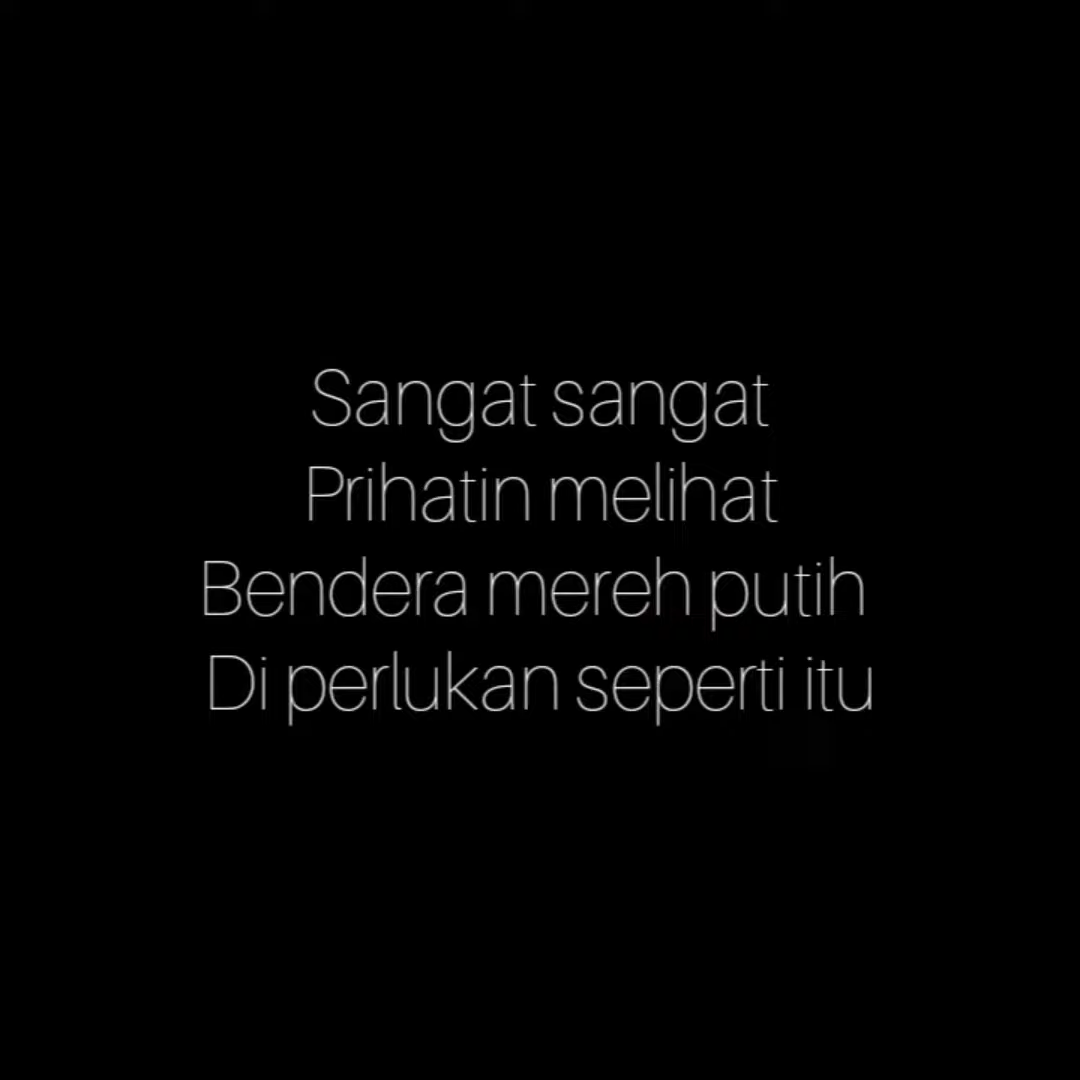 Sangat sangat
Prihatin melihat
Bendera mereh putih
Di perlukan seperti itu